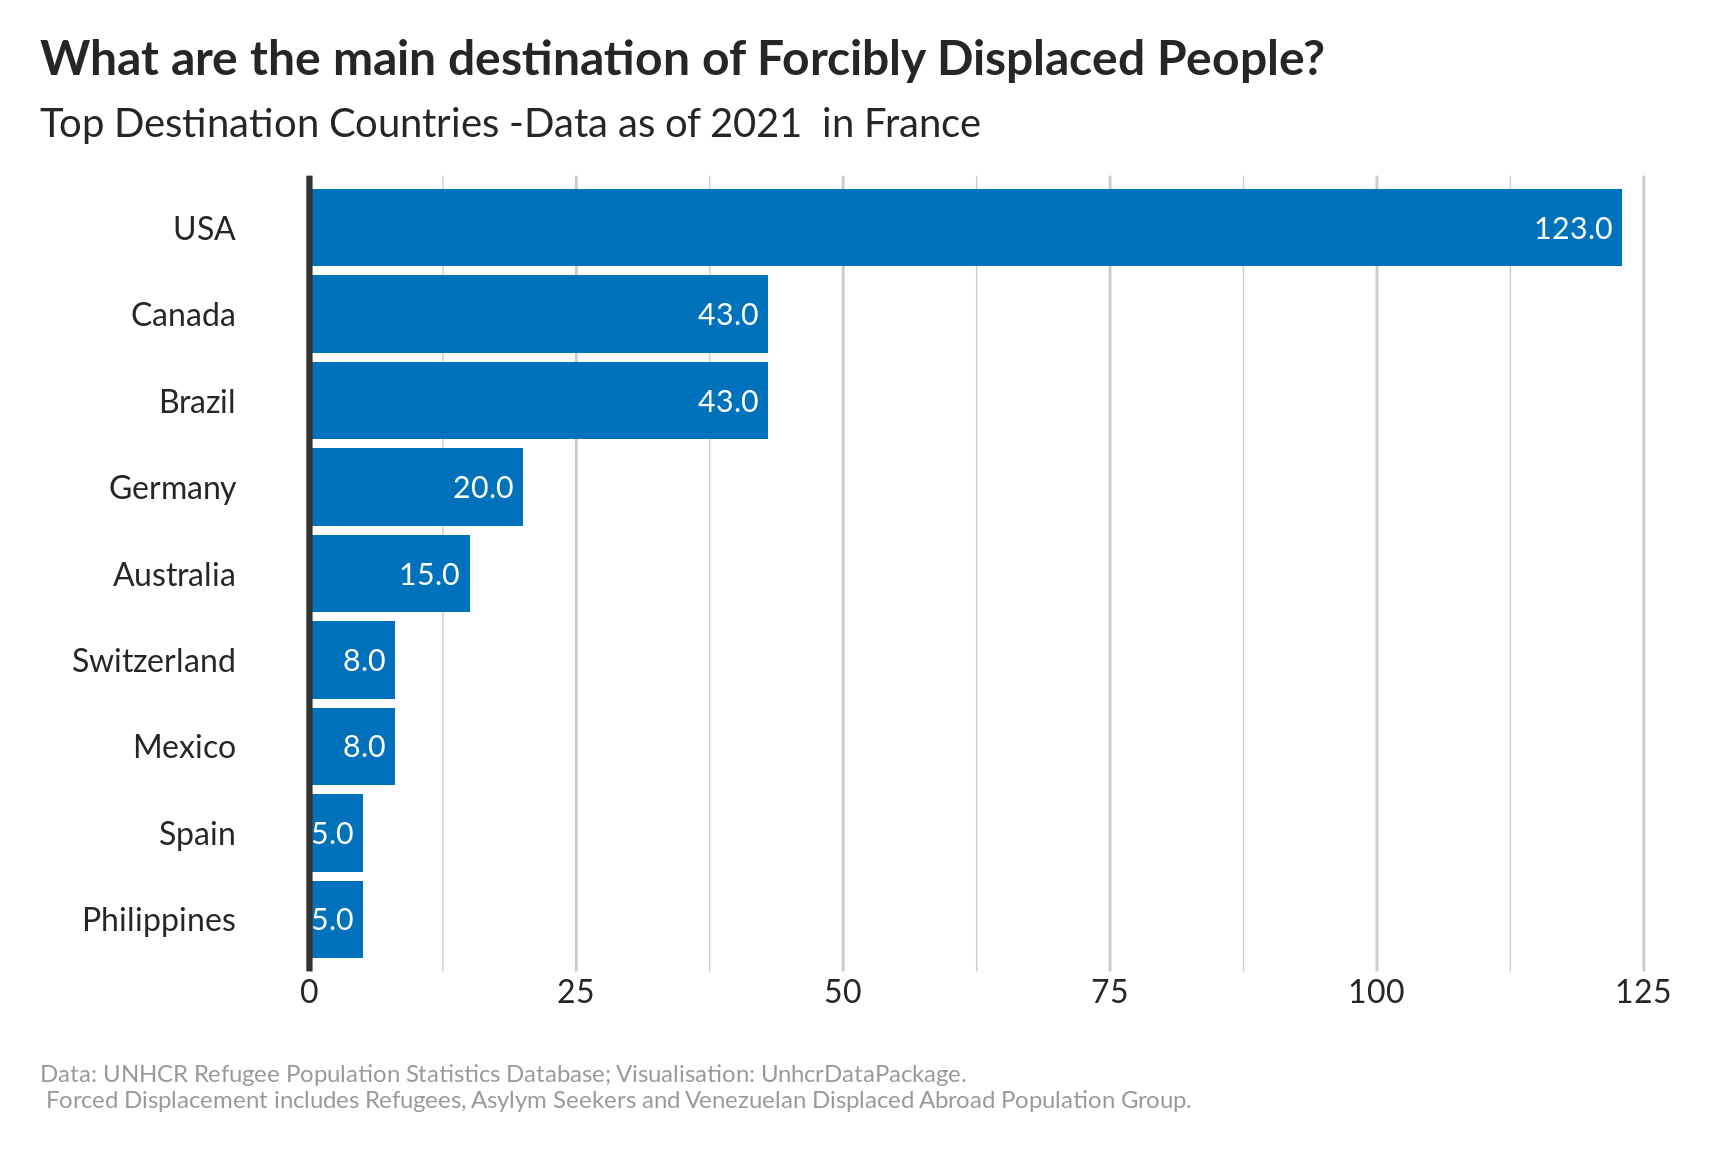 What are the main destination of Forcibly Displaced People?
Top Destination Countries -Data as of 2021  in France
USA 123.0
Canada 43.0
Brazil 43.0
Germany 20.0
Australia 15.0
Switzerland 8.0
Mexico 8.0
Spain 5.0
Philippines 5.0
0 25 50 75 100 125
Data: UNHCR Refugee Population Statistics Database; Visualisation: UnhcrDataPackage.
Forced Displacement includes Refugees, Asylym Seekers and Venezuelan Displaced Abroad Population Group.